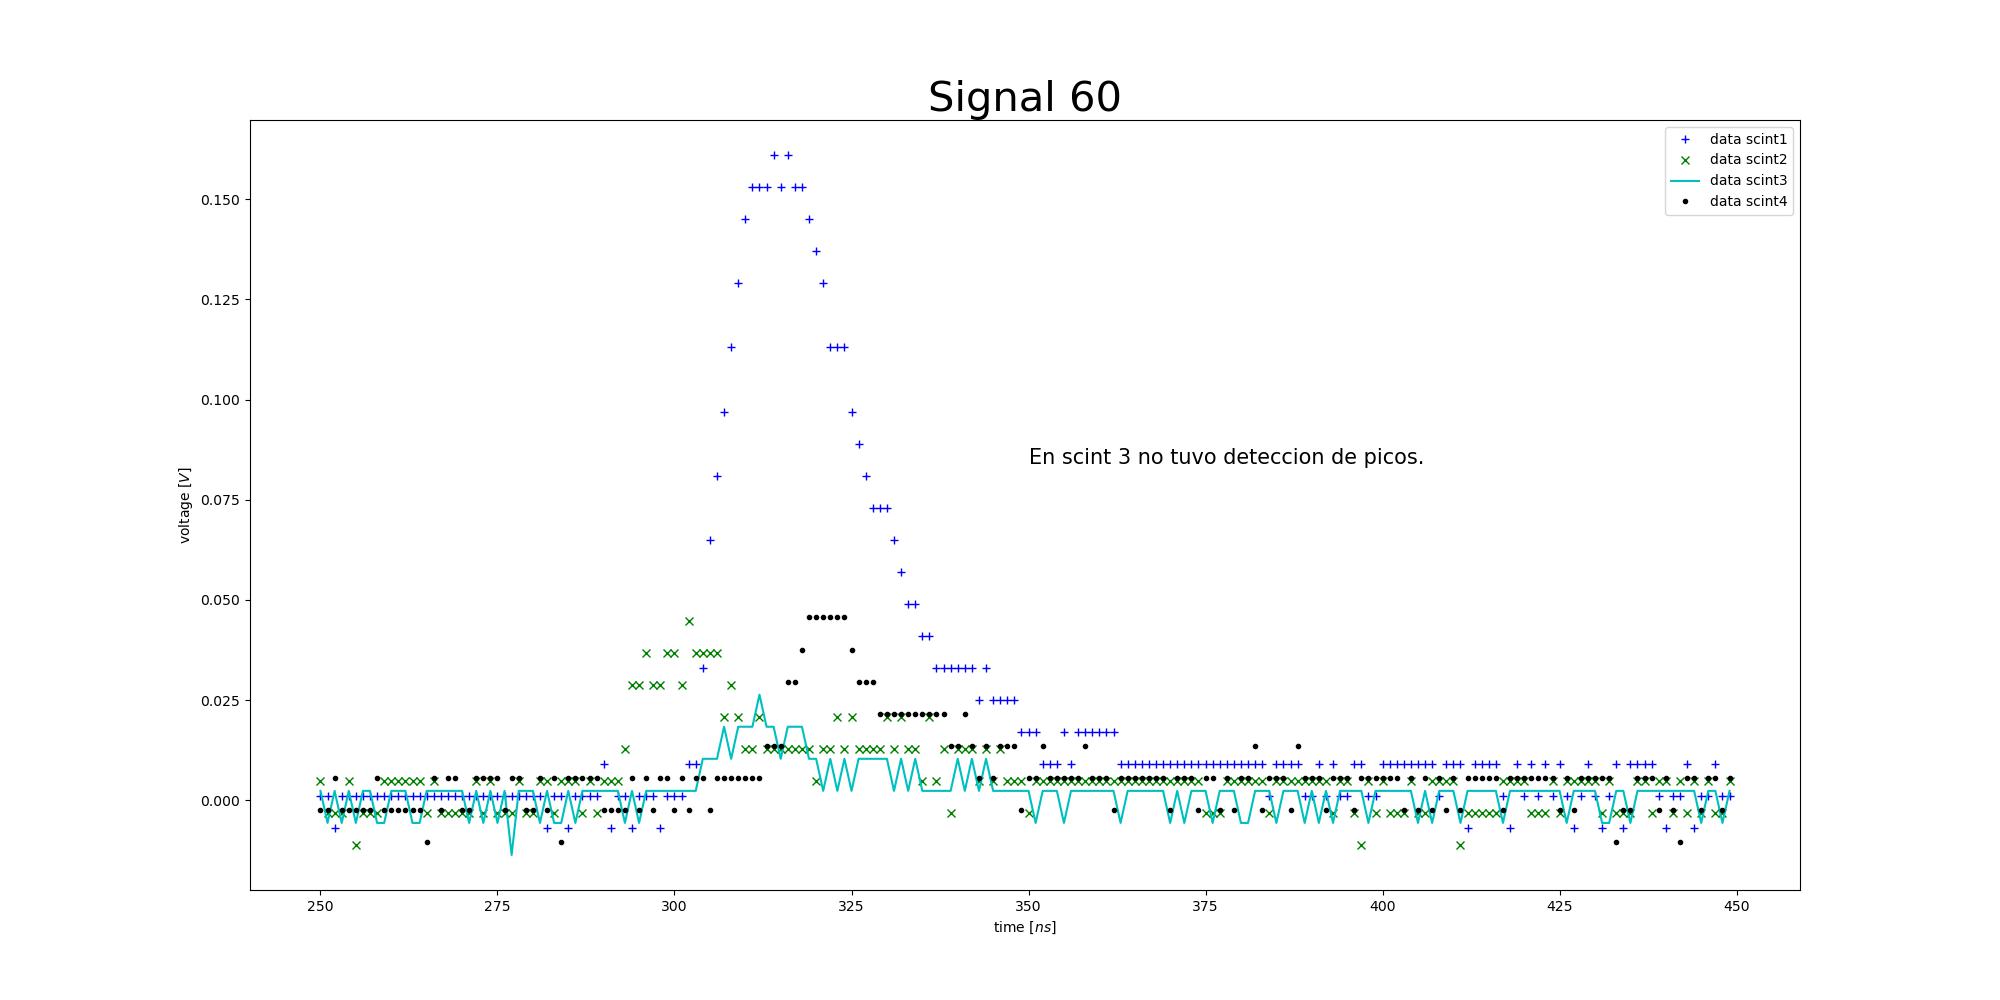 Signal 60
data scint1
data scint2
data scint3
data scint4
0.150
0.125
0.100
0.075
0.050
0.025
0.000
voltage [V]
En scint 3 no tuvo deteccion de picos.
250 275 300 325 350 375 400 425 450
time [ns]